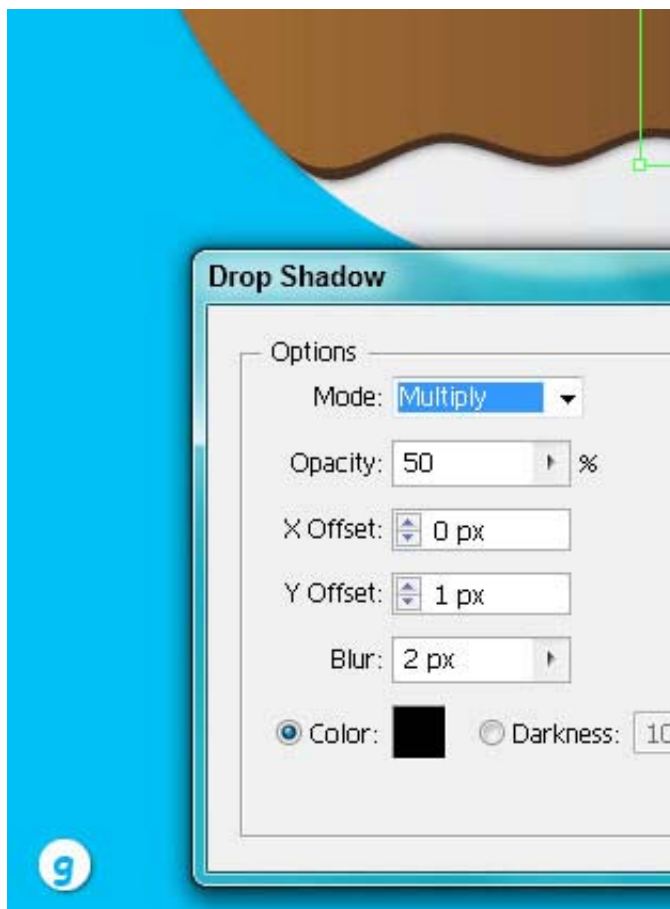 Drop Shadow
Options
Mode: Multiply
Opacity: 50 %
X Offset: 0 px
Y Offset: 1 px
Blur: 2 px
Color: Darkness: 10
g